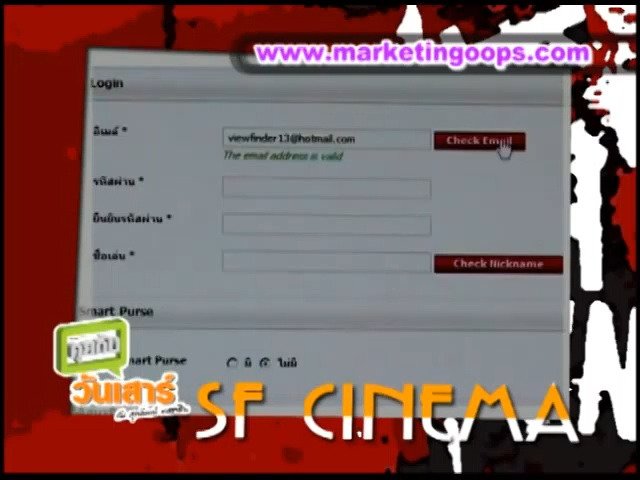 www.marketingoops.com
Login
อีเมล์ *
viewfinder13@hotmail.com
Check Email
The email address is valid
รหัสผ่าน *
ยืนยันรหัสผ่าน *
ชื่อเล่น *
Check Nickname
Smart Purse
mart Purse
มี
ไม่มี
วันเสาร์
SF CINEMA